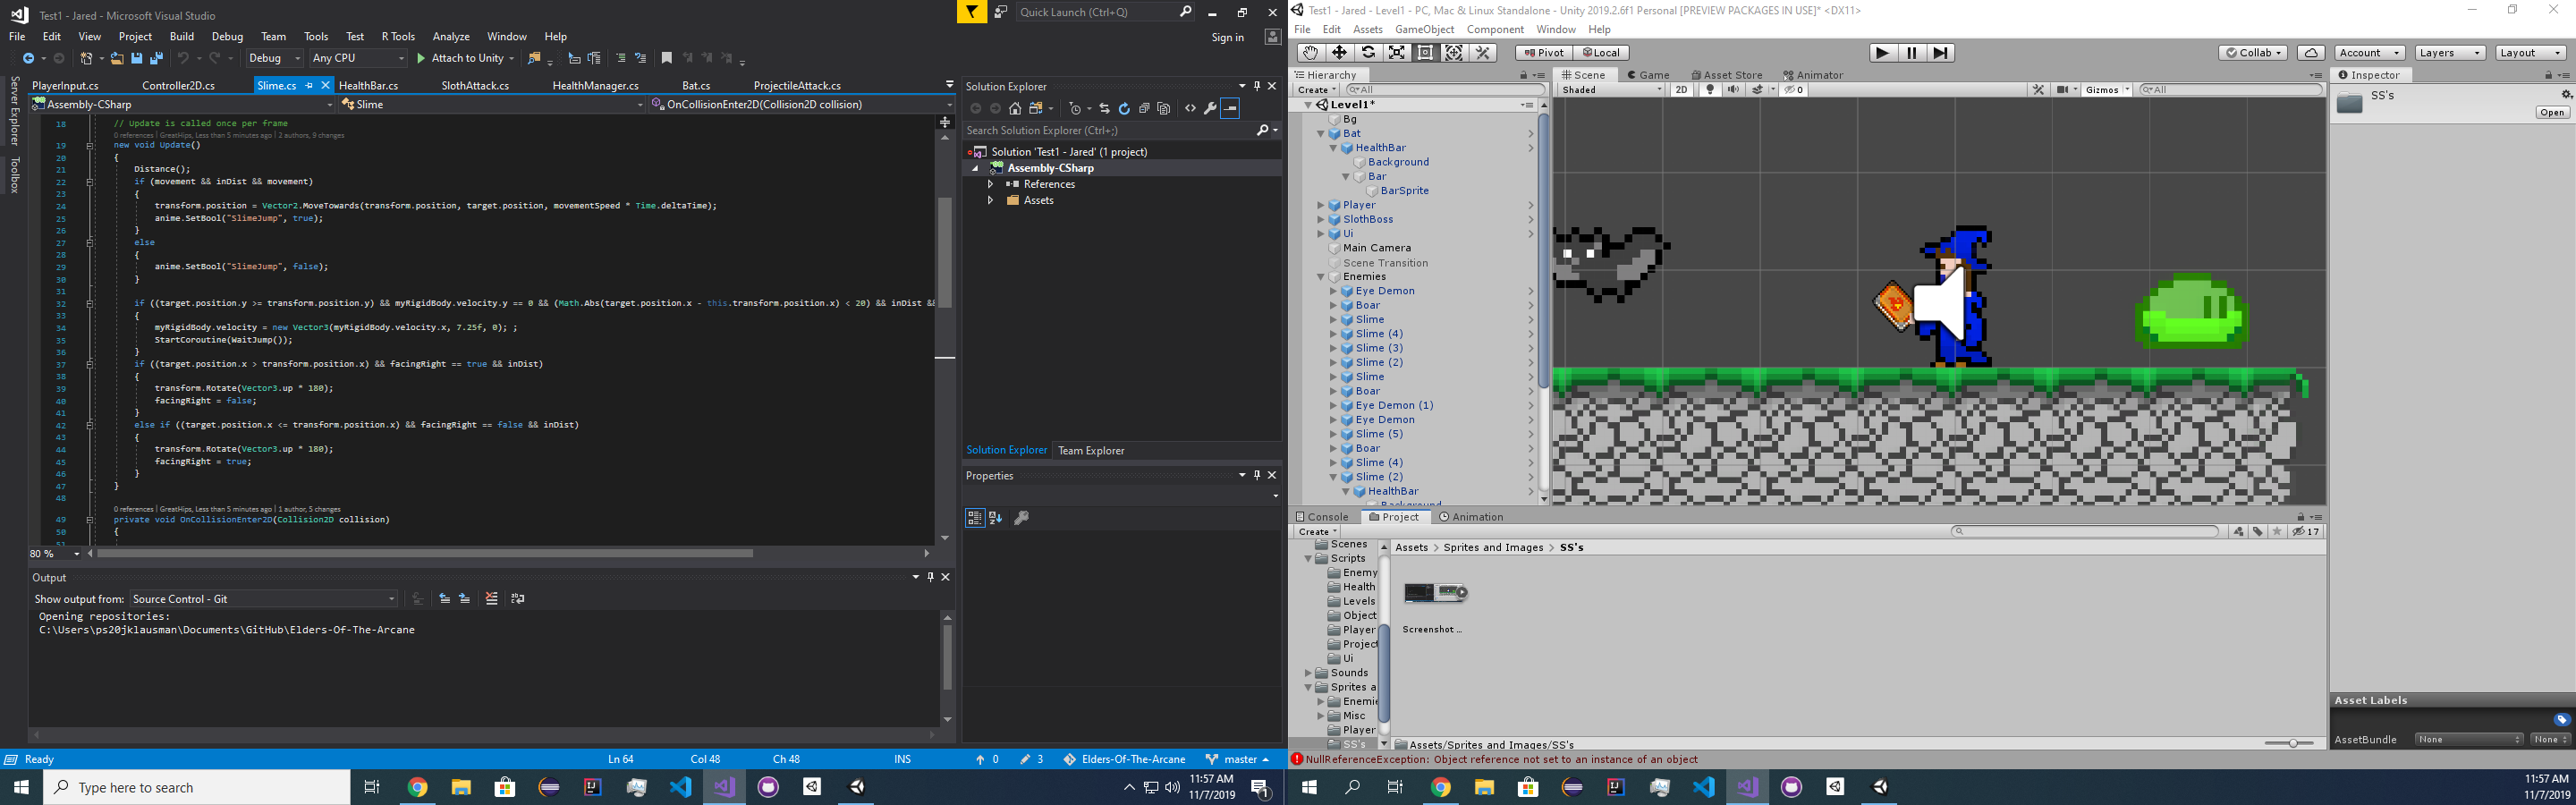 Test1 - Jared - Microsoft Visual Studio
Quick Launch (Ctrl+Q)
File Edit View Project Build Debug Team Tools Test R Tools Analyze Window Help
Sign in
Debug Any CPU Attach to Unity
PlayerInput.cs Controller2D.cs Slime.cs HealthBar.cs SlothAttack.cs HealthManager.cs Bat.cs ProjectileAttack.cs
Server Explorer
Toolbox
Assembly-CSharp Slime OnCollisionEnter2D(Collision2D collision)
18 // Update is called once per frame
0 references | GreatHips, Less than 5 minutes ago | 2 authors, 9 changes
19 new void Update()
20 {
21 Distance();
22 if (movement && inDist && movement)
23 {
24 transform.position = Vector2.MoveTowards(transform.position, target.position, movementSpeed * Time.deltaTime);
25 anime.SetBool("SlimeJump", true);
26 }
27 else
28 {
29 anime.SetBool("SlimeJump", false);
30 }
31
32 if ((target.position.y >= transform.position.y) && myRigidBody.velocity.y == 0 && (Math.Abs(target.position.x - this.transform.position.x) < 20) && inDist &&
33 {
34 myRigidBody.velocity = new Vector3(myRigidBody.velocity.x, 7.25f, 0); ;
35 StartCoroutine(WaitJump());
36 }
37 if ((target.position.x > transform.position.x) && facingRight == true && inDist)
38 {
39 transform.Rotate(Vector3.up * 180);
40 facingRight = false;
41 }
42 else if ((target.position.x <= transform.position.x) && facingRight == false && inDist)
43 {
44 transform.Rotate(Vector3.up * 180);
45 facingRight = true;
46 }
47 }
48
0 references | GreatHips, Less than 5 minutes ago | 1 author, 5 changes
49 private void OnCollisionEnter2D(Collision2D collision)
50 {
51
80 %
Output
Show output from: Source Control - Git
Opening repositories:
C:\Users\ps20jklausman\Documents\GitHub\Elders-Of-The-Arcane
Solution Explorer
Search Solution Explorer (Ctrl+;)
Solution 'Test1 - Jared' (1 project)
Assembly-CSharp
References
Assets
Solution Explorer Team Explorer
Properties
Ready Ln 64 Col 48 Ch 48 INS 0 3 Elders-Of-The-Arcane master
Type here to search
11:57 AM
11/7/2019
1
Test1 - Jared - Level1 - PC, Mac & Linux Standalone - Unity 2019.2.6f1 Personal [PREVIEW PACKAGES IN USE]* <DX11>
File Edit Assets GameObject Component Window Help
Pivot Local Collab Account Layers Layout
Hierarchy
Create All
Level1*
Bg
Bat
HealthBar
Background
Bar
BarSprite
Player
SlothBoss
Ui
Main Camera
Scene Transition
Enemies
Eye Demon
Boar
Slime
Slime (4)
Slime (3)
Slime (2)
Slime
Boar
Eye Demon (1)
Eye Demon
Slime (5)
Boar
Slime (4)
Slime (2)
HealthBar
Background
Scene Game Asset Store Animator
Shaded 2D 0 Gizmos All
Inspector
SS's
Open
Console Project Animation
Create 17
Scenes
Scripts
Enemy
Health
Levels
Object
Player
Project
Ui
Sounds
Sprites a
Enemie
Misc
Player
SS's
Assets > Sprites and Images > SS's
Screenshot ...
Assets/Sprites and Images/SS's
Asset Labels
AssetBundle None None
NullReferenceException: Object reference not set to an instance of an object
11:57 AM
11/7/2019